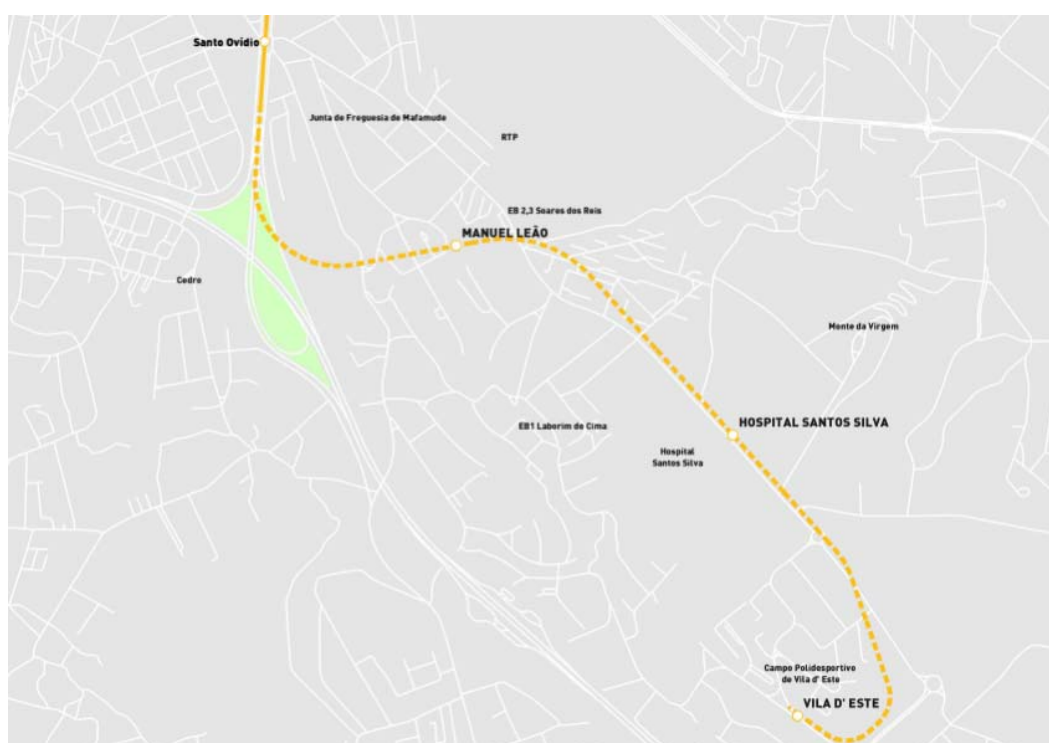 Santo Ovídio
Junta de Freguesia de Mafamude
RTP
EB 2,3 Soares dos Reis
MANUEL LEÃO
Cedro
Monte da Virgem
HOSPITAL SANTOS SILVA
EB1 Laborim de Cima
Hospital
Santos Silva
Campo Polidesportivo
de Vila d' Este
VILA D' ESTE